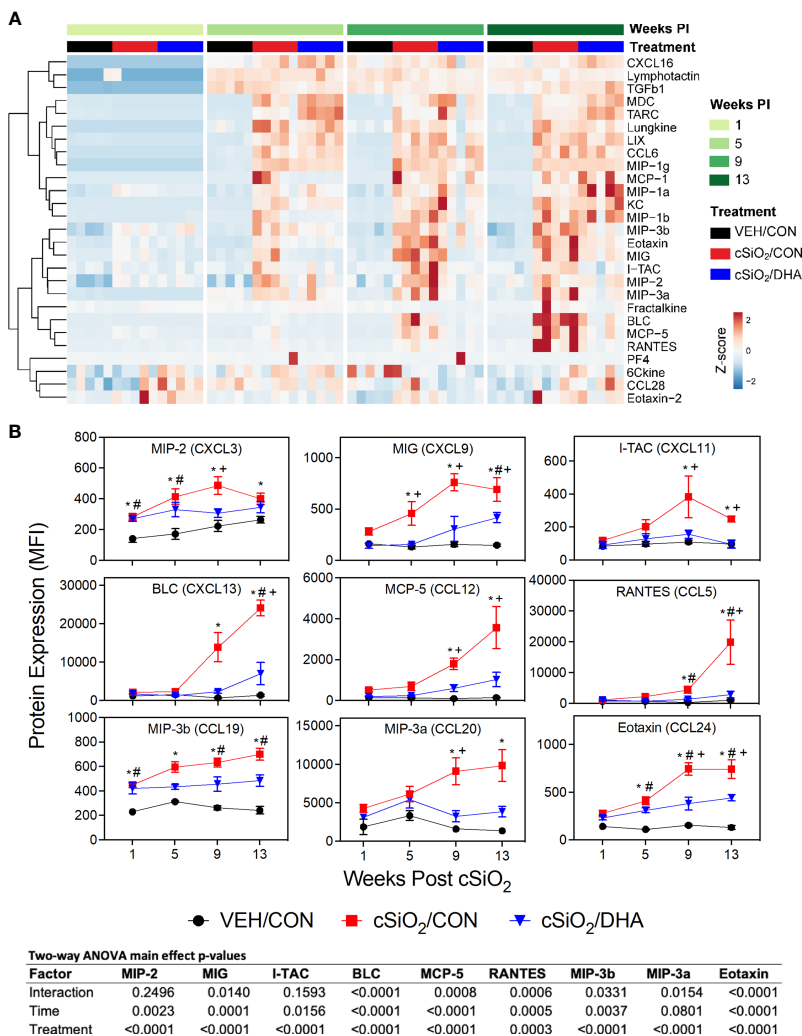 A
Weeks PI
Treatment
CXCL16
Lymphotactin
TGFb1
MDC
TARC
Lungkine
LIX
CCL6
MIP-1g
MCP-1
MIP-1a
KC
MIP-1b
MIP-3b
Eotaxin
MIG
I-TAC
MIP-2
MIP-3a
Fractalkine
BLC
MCP-5
RANTES
PF4
6Ckine
CCL28
Eotaxin-2
Weeks PI
1
5
9
13
Treatment
VEH/CON
cSiO₂/CON
cSiO₂/DHA
Z-score
2
0
−2
B
Protein Expression (MFI)
MIP-2 (CXCL3)
800
600
400
200
0
*#
* #
* +
*
MIG (CXCL9)
1000
500
0
* +
* +
*#+
I-TAC (CXCL11)
600
400
200
0
* +
* +
BLC (CXCL13)
30000
20000
10000
0
*
*# +
MCP-5 (CCL12)
6000
4000
2000
0
* +
* +
RANTES (CCL5)
40000
30000
20000
10000
0
*#
*#+
MIP-3b (CCL19)
1000
800
600
400
200
0
*#
*
*#
*#
1 5 9 13
MIP-3a (CCL20)
15000
10000
5000
0
* +
*
1 5 9 13
Eotaxin (CCL24)
1000
500
0
* #
*# +
*# +
1 5 9 13
Weeks Post cSiO₂
VEH/CON cSiO₂/CON cSiO₂/DHA
Two-way ANOVA main effect p-values
Factor MIP-2 MIG I-TAC BLC MCP-5 RANTES MIP-3b MIP-3a Eotaxin
Interaction 0.2496 0.0140 0.1593 <0.0001 0.0008 0.0006 0.0331 0.0154 <0.0001
Time 0.0023 0.0001 0.0156 <0.0001 <0.0001 0.0005 0.0037 0.0801 <0.0001
Treatment <0.0001 <0.0001 <0.0001 <0.0001 <0.0001 0.0003 <0.0001 <0.0001 <0.0001